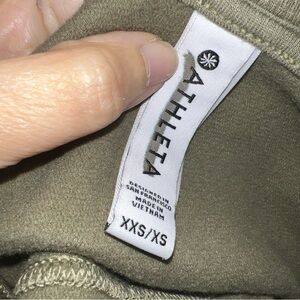 ATHLETA
DESIGNED IN
SAN FRANCISCO
MADE IN
VIETNAM
XXS/XS